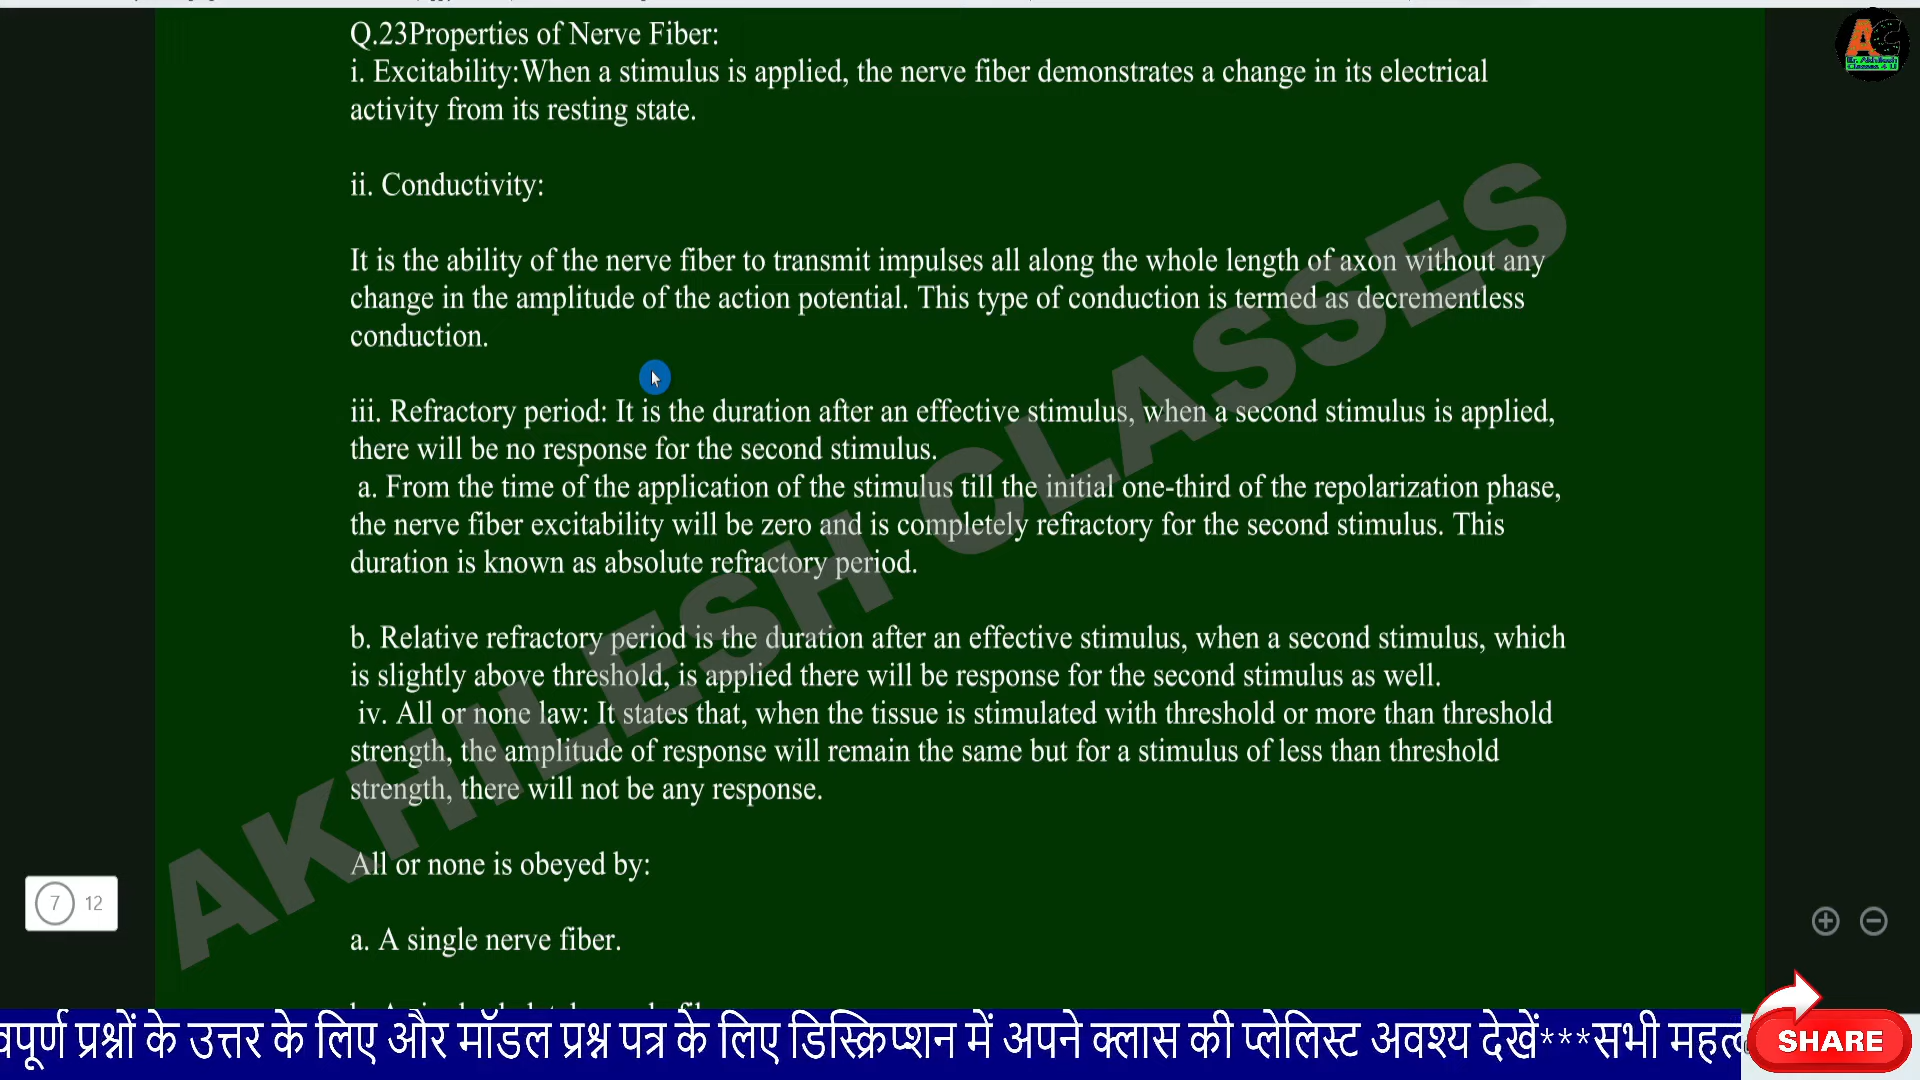 Q.23Properties of Nerve Fiber:
i. Excitability:When a stimulus is applied, the nerve fiber demonstrates a change in its electrical
activity from its resting state.
ii. Conductivity:
It is the ability of the nerve fiber to transmit impulses all along the whole length of axon without any
change in the amplitude of the action potential. This type of conduction is termed as decrementless
conduction.
iii. Refractory period: It is the duration after an effective stimulus, when a second stimulus is applied,
there will be no response for the second stimulus.
a. From the time of the application of the stimulus till the initial one-third of the repolarization phase,
the nerve fiber excitability will be zero and is completely refractory for the second stimulus. This
duration is known as absolute refractory period.
b. Relative refractory period is the duration after an effective stimulus, when a second stimulus, which
is slightly above threshold, is applied there will be response for the second stimulus as well.
iv. All or none law: It states that, when the tissue is stimulated with threshold or more than threshold
strength, the amplitude of response will remain the same but for a stimulus of less than threshold
strength, there will not be any response.
All or none is obeyed by:
a. A single nerve fiber.
AKHILESH CLASSES
AC
7 12
वपूर्ण प्रश्नों के उत्तर के लिए और मॉडल प्रश्न पत्र के लिए डिस्क्रिप्शन में अपने क्लास की प्लेलिस्ट अवश्य देखें***सभी महत्व
SHARE